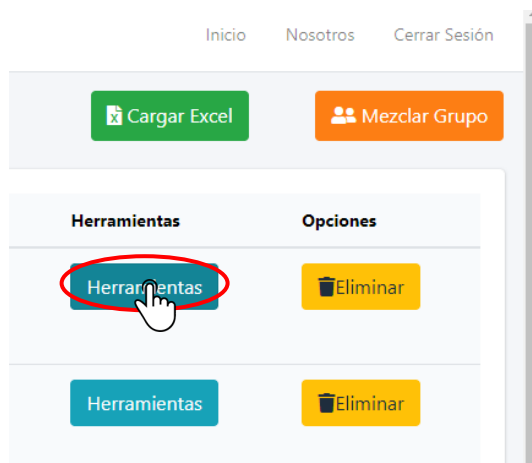 Inicio Nosotros Cerrar Sesión
Cargar Excel Mezclar Grupo
Herramientas Opciones
Herramientas Eliminar
Herramientas Eliminar